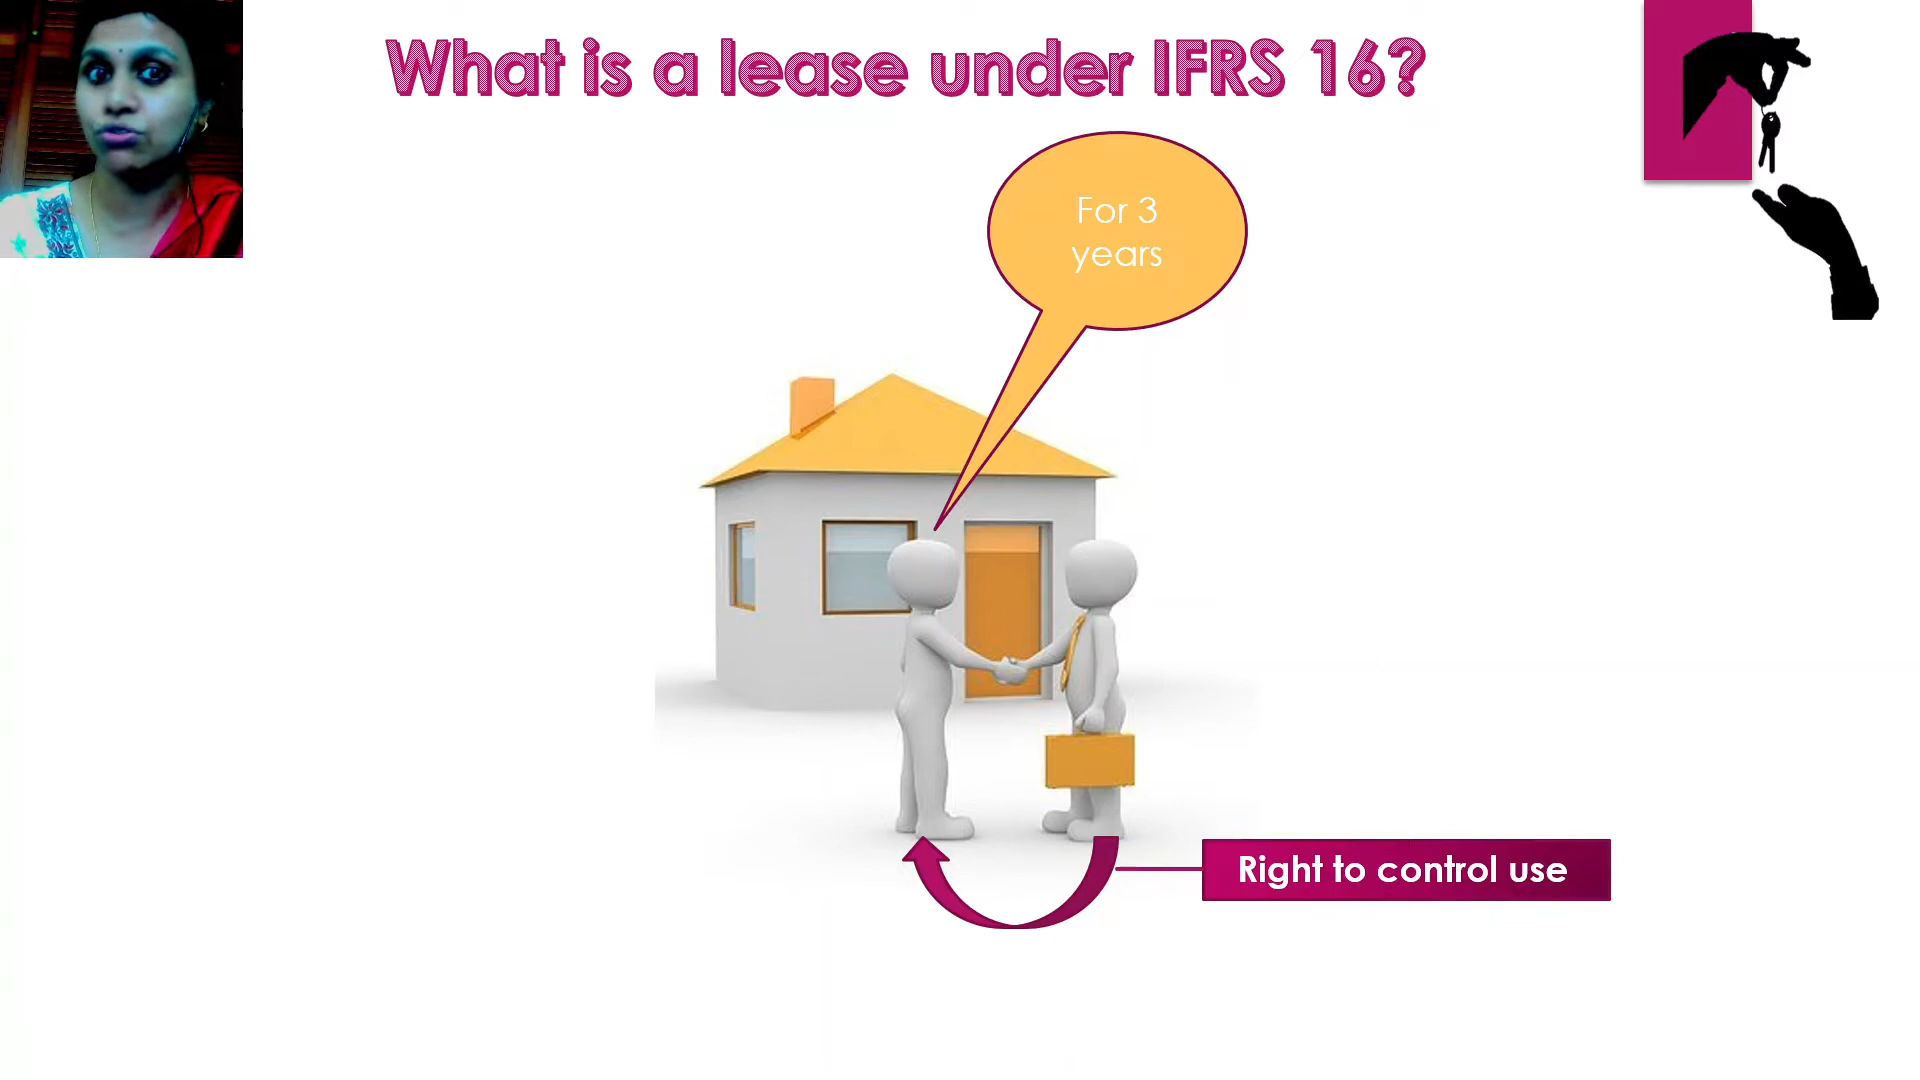 What is a lease under IFRS 16?
For 3
years
Right to control use